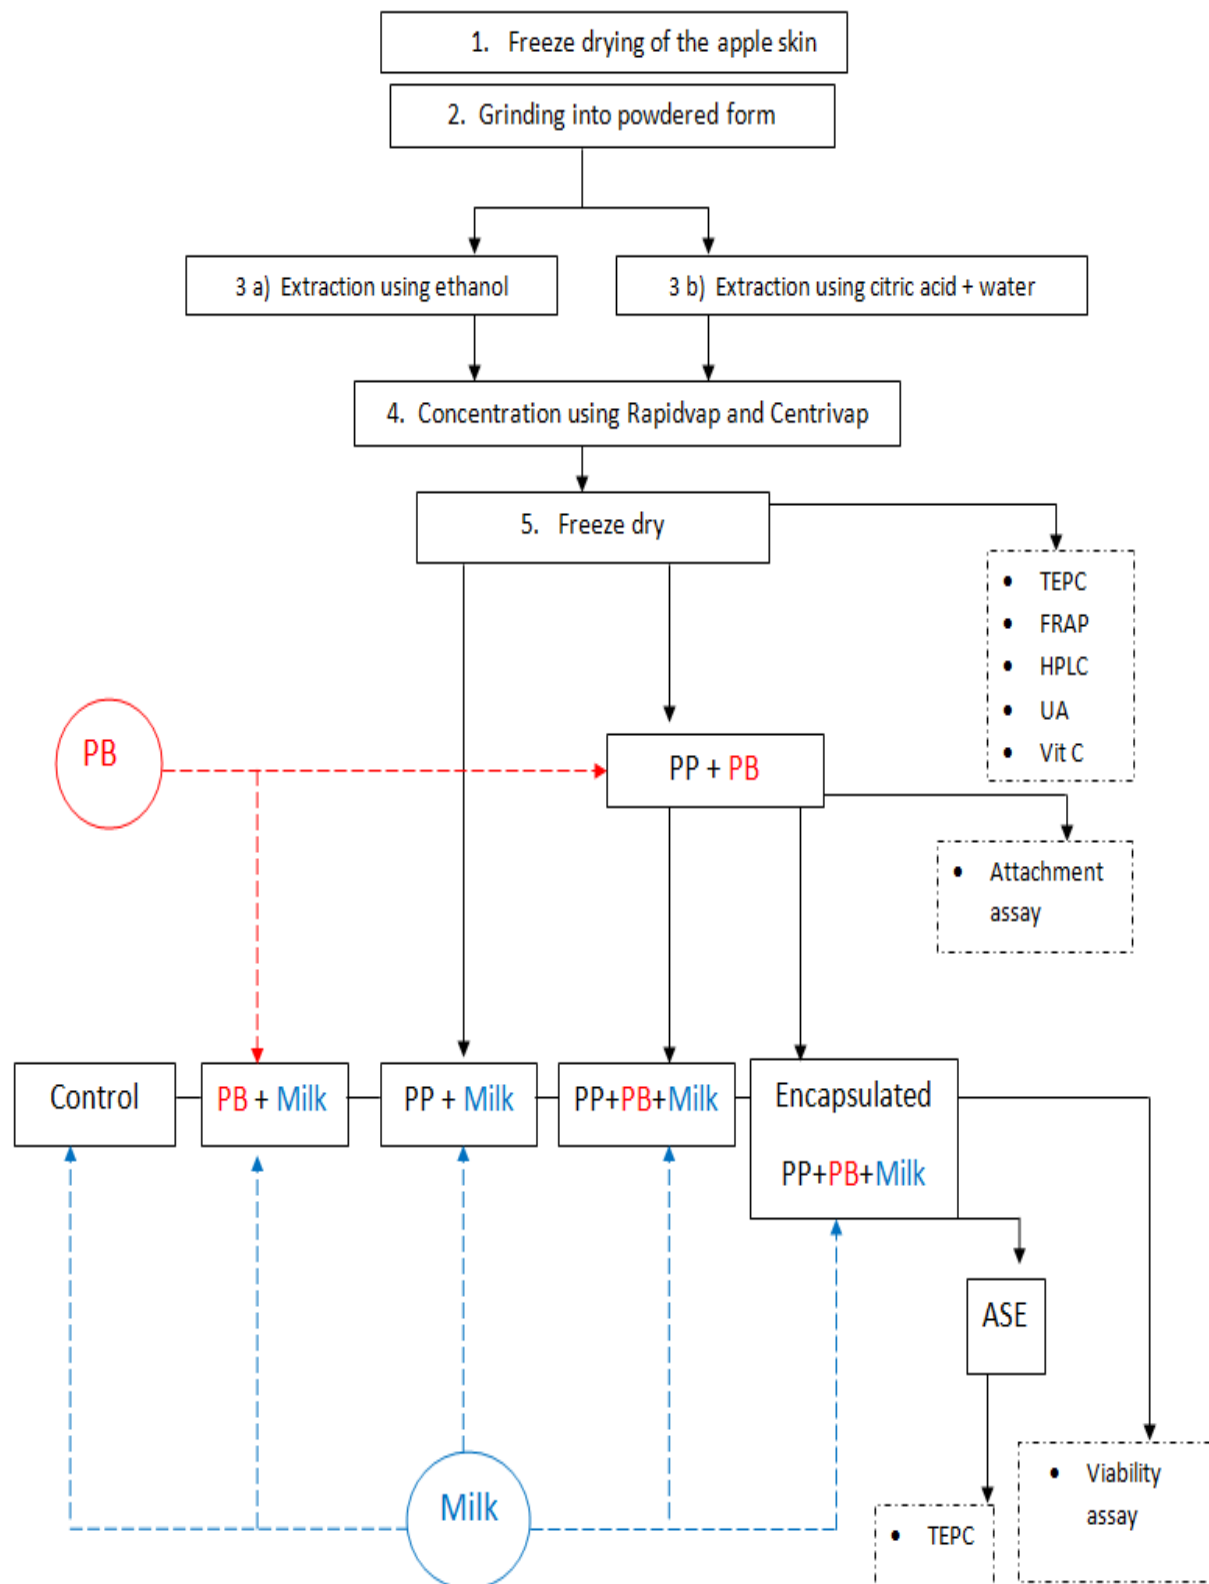 1. Freeze drying of the apple skin
2. Grinding into powdered form
3 a) Extraction using ethanol
3 b) Extraction using citric acid + water
4. Concentration using Rapidvap and Centrivap
5. Freeze dry
• TEPC
• FRAP
• HPLC
• UA
• Vit C
PB
PP + PB
• Attachment
assay
Control
PB + Milk
PP + Milk
PP+PB+Milk
Encapsulated
PP+PB+Milk
ASE
Milk
• Viability
assay
• TEPC